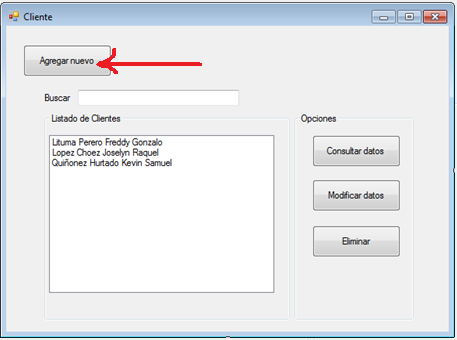 Cliente
Agregar nuevo
Buscar
Listado de Clientes
Lituma Perero Freddy Gonzalo
Lopez Choez Joselyn Raquel
Quiñonez Hurtado Kevin Samuel
Opciones
Consultar datos
Modificar datos
Eliminar